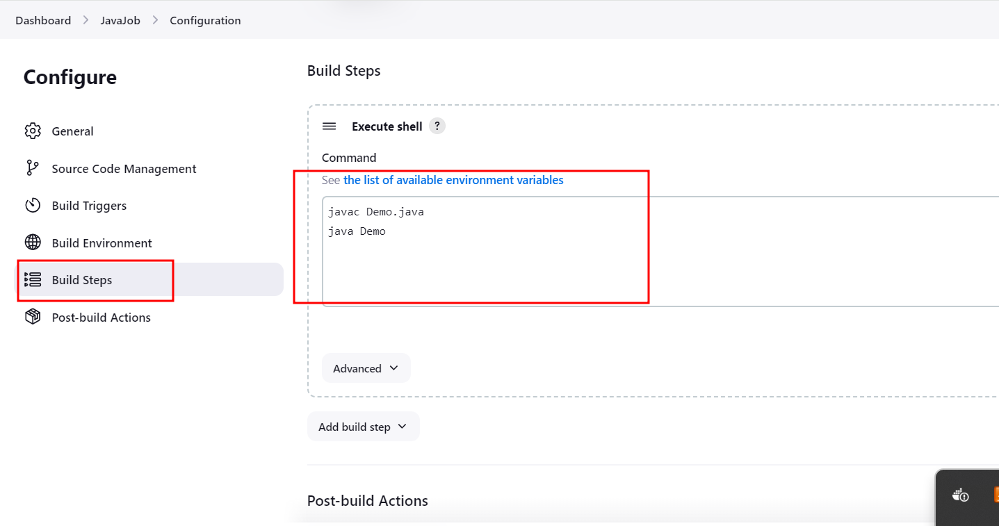 Dashboard > JavaJob > Configuration
Configure
General
Source Code Management
Build Triggers
Build Environment
Build Steps
Post-build Actions
Build Steps
Execute shell ?
Command
See the list of available environment variables
javac Demo.java
java Demo
Advanced
Add build step
Post-build Actions